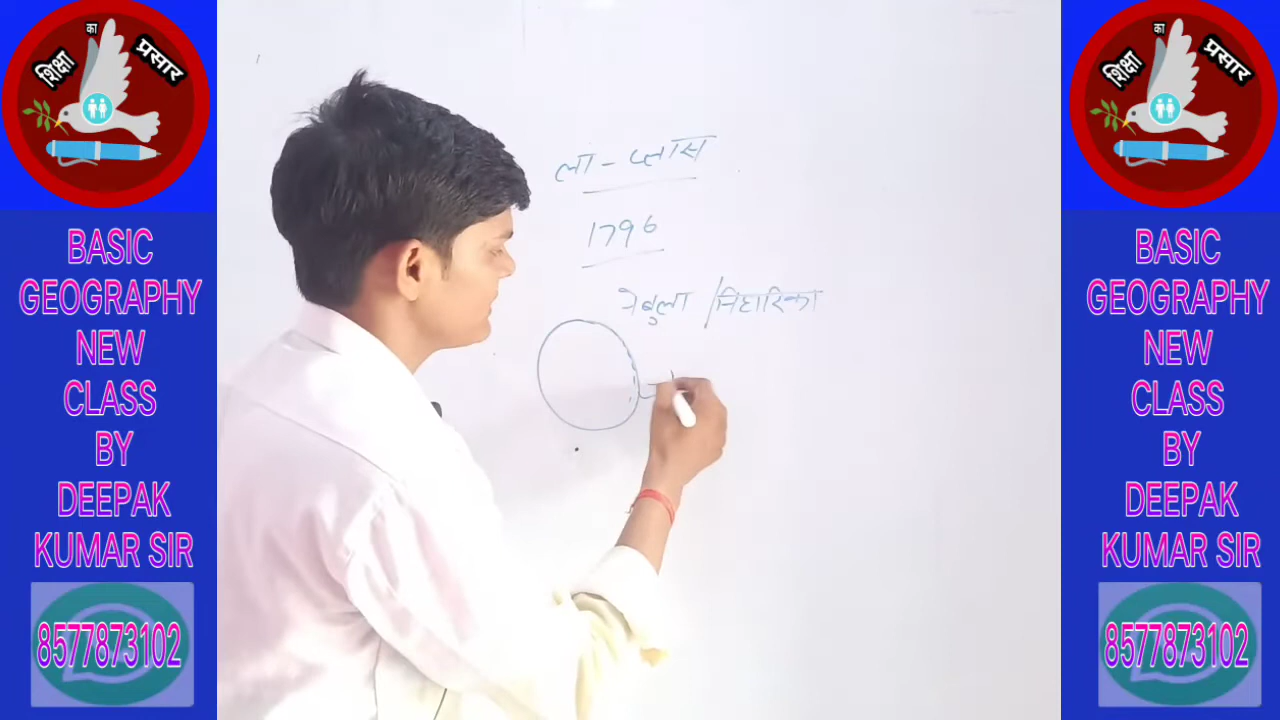 शिक्षा का प्रसार
BASIC
GEOGRAPHY
NEW
CLASS
BY
DEEPAK
KUMAR SIR
8577873102
ला-प्लास
1796
नेबुला /निहारिका
शिक्षा का प्रसार
BASIC
GEOGRAPHY
NEW
CLASS
BY
DEEPAK
KUMAR SIR
8577873102